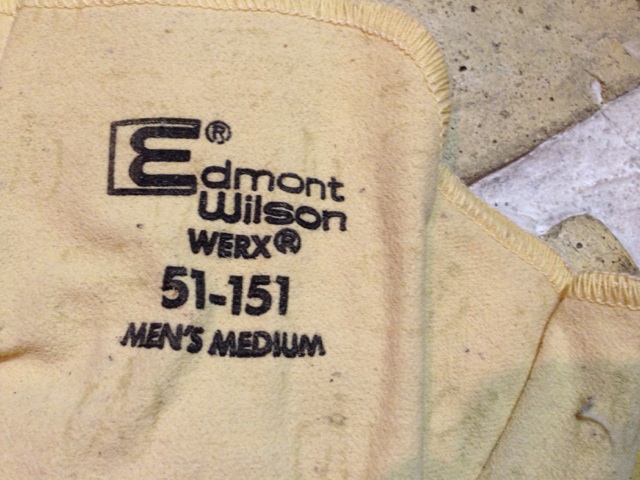 Edmont®
Wilson
WERX®
51-151
MEN'S MEDIUM